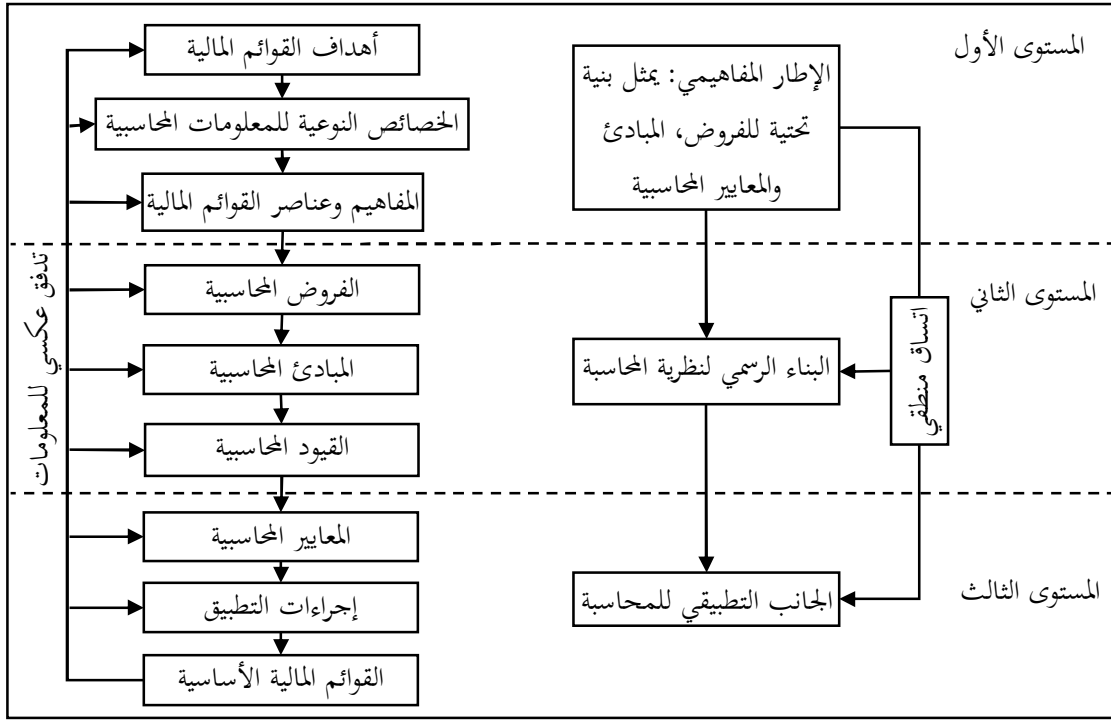 المستوى الأول
الإطار المفاهيمي: يمثل بنية
تحتية للفروض، المبادئ
والمعايير المحاسبية
أهداف القوائم المالية
الخصائص النوعية للمعلومات المحاسبية
المفاهيم وعناصر القوائم المالية
المستوى الثاني
اتساق منطقي
البناء الرسمي لنظرية المحاسبة
الفروض المحاسبية
المبادئ المحاسبية
القيود المحاسبية
تدفق عكسي للمعلومات
المستوى الثالث
الجانب التطبيقي للمحاسبة
المعايير المحاسبية
إجراءات التطبيق
القوائم المالية الأساسية